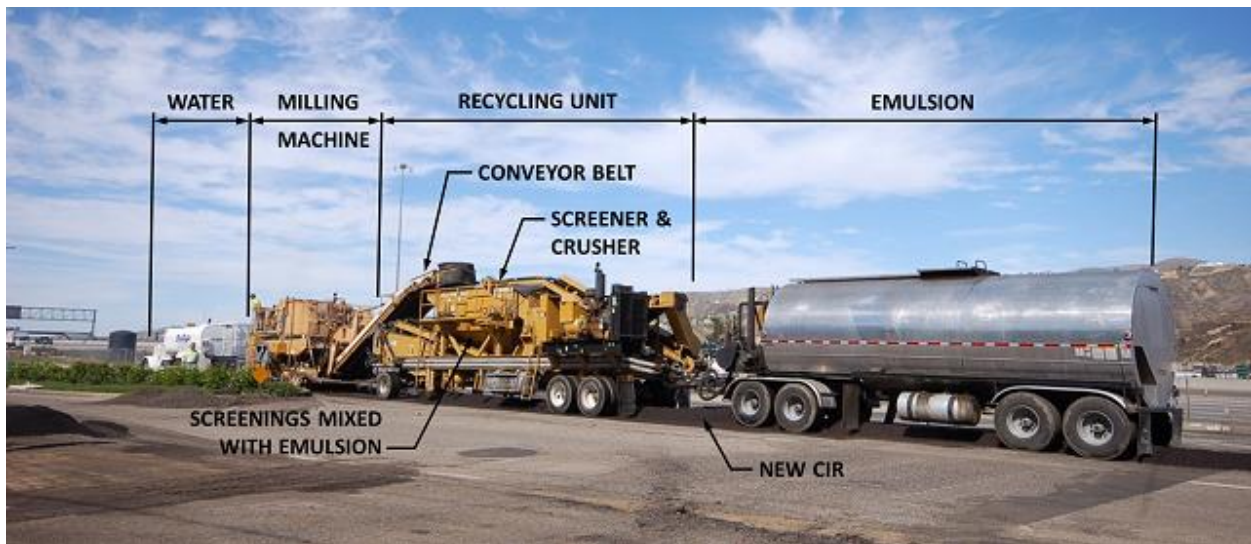 WATER
MILLING
MACHINE
RECYCLING UNIT
EMULSION
CONVEYOR BELT
SCREENER &
CRUSHER
SCREENINGS MIXED
WITH EMULSION
NEW CIR